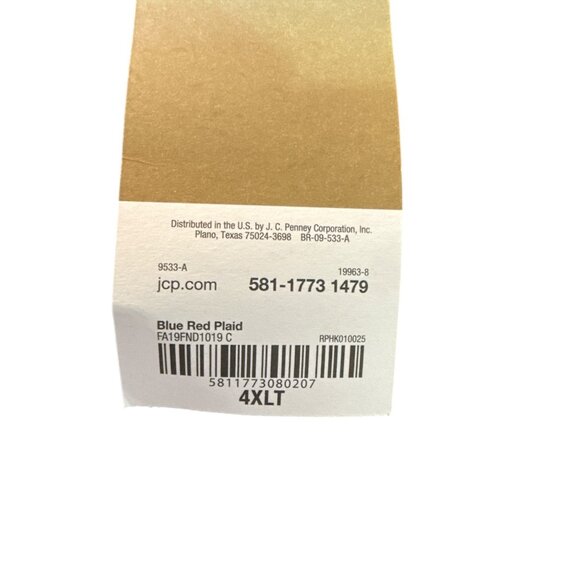 Distributed in the U.S. by J. C. Penney Corporation, Inc.
Plano, Texas 75024-3698 BR-09-533-A
9533-A 19963-8
jcp.com 581-1773 1479
Blue Red Plaid
FA19FND1019 C RPHK010025
5811773080207
4XLT